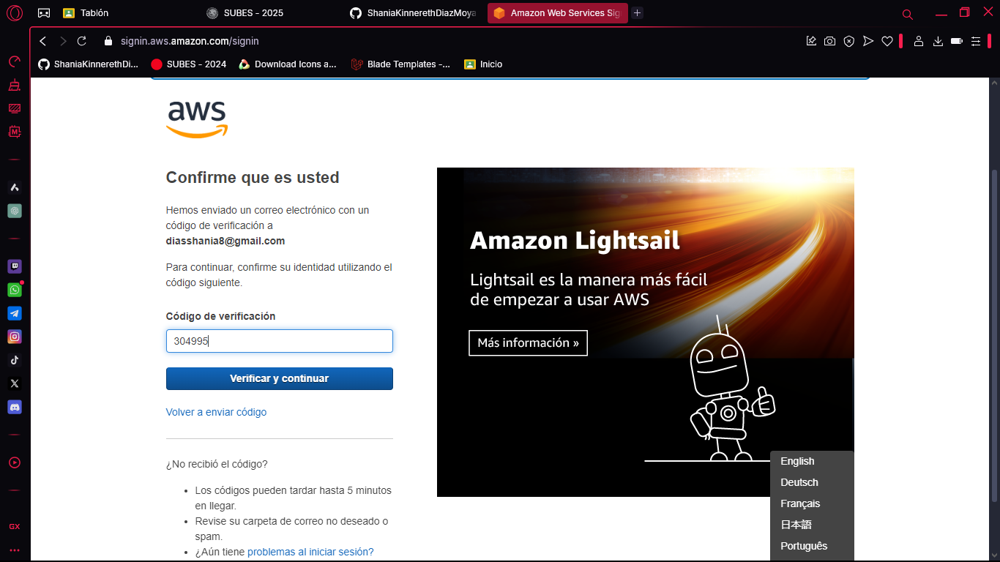 Tablón
SUBES - 2025
ShaniaKinnerethDiazMoya
Amazon Web Services Sig
signin.aws.amazon.com/signin
ShaniaKinnerethDi...
SUBES - 2024
Download Icons a...
Blade Templates -...
Inicio
aws
Confirme que es usted
Hemos enviado un correo electrónico con un
código de verificación a
diasshania8@gmail.com
Para continuar, confirme su identidad utilizando el
código siguiente.
Código de verificación
304995
Verificar y continuar
Volver a enviar código
¿No recibió el código?
• Los códigos pueden tardar hasta 5 minutos
en llegar.
• Revise su carpeta de correo no deseado o
spam.
• ¿Aún tiene problemas al iniciar sesión?
Amazon Lightsail
Lightsail es la manera más fácil
de empezar a usar AWS
Más información »
English
Deutsch
Français
日本語
Português
M
GX